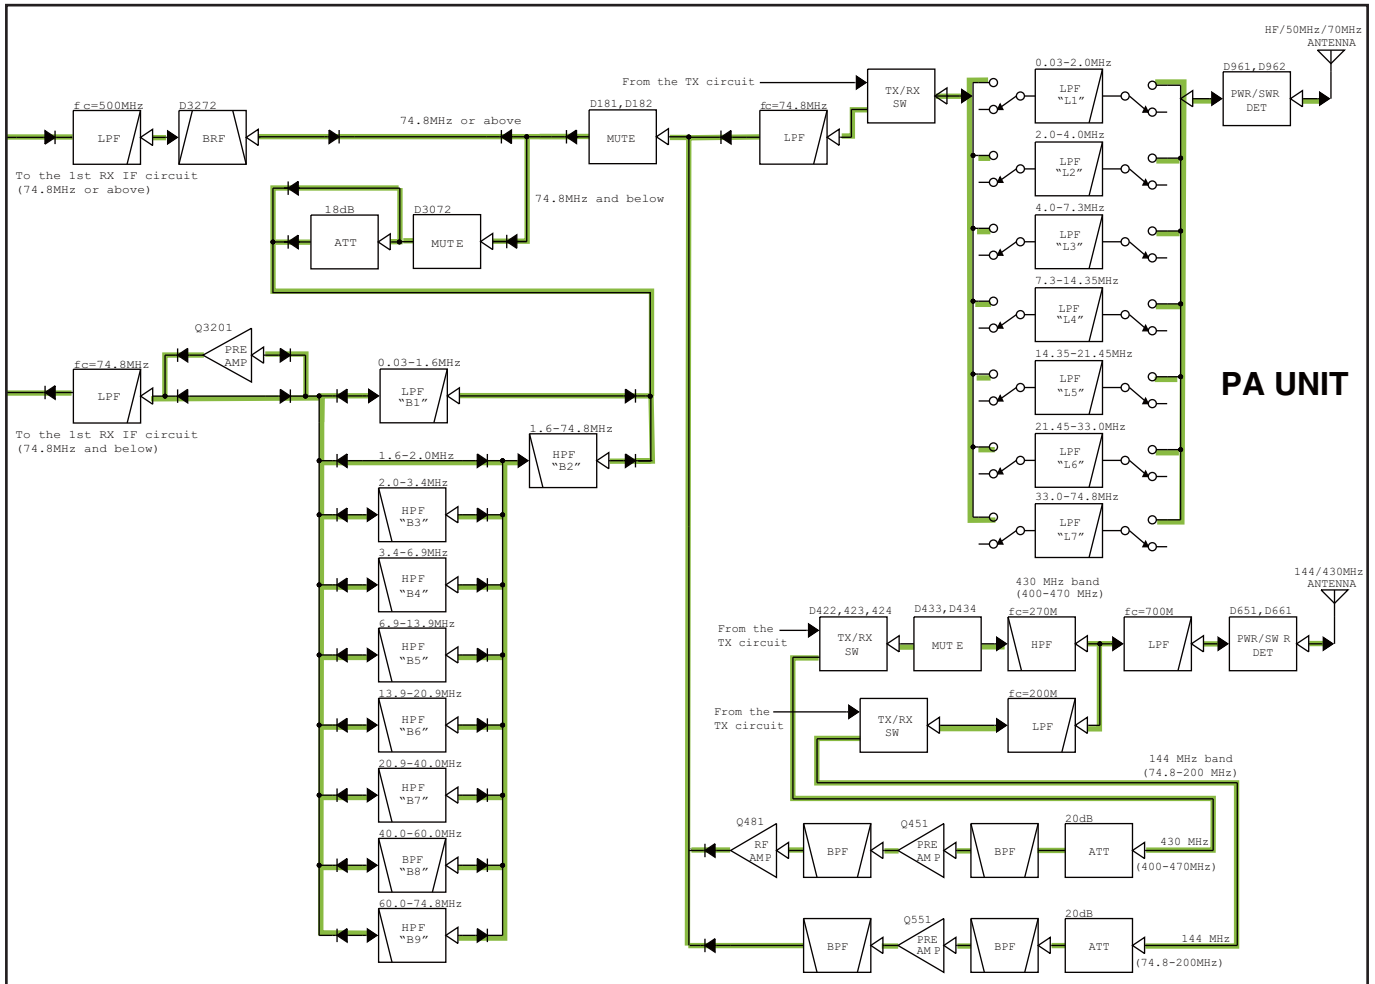 HF/50MHz/70MHz
ANTENNA
fc=500MHz
LPF
D3272
BRF
74.8MHz or above
D181,D182
MUTE
From the TX circuit
fc=74.8MHz
LPF
TX/RX
SW
0.03-2.0MHz
LPF
"L1"
D961,D962
PWR/SWR
DET
To the 1st RX IF circuit
(74.8MHz or above)
2.0-4.0MHz
LPF
"L2"
74.8MHz and below
18dB
ATT
D3072
MUTE
4.0-7.3MHz
LPF
"L3"
7.3-14.35MHz
LPF
"L4"
Q3201
PRE
AMP
14.35-21.45MHz
LPF
"L5"
PA UNIT
fc=74.8MHz
LPF
0.03-1.6MHz
LPF
"B1"
To the 1st RX IF circuit
(74.8MHz and below)
21.45-33.0MHz
LPF
"L6"
1.6-74.8MHz
HPF
"B2"
1.6-2.0MHz
33.0-74.8MHz
LPF
"L7"
2.0-3.4MHz
HPF
"B3"
3.4-6.9MHz
HPF
"B4"
6.9-13.9MHz
HPF
"B5"
13.9-20.9MHz
HPF
"B6"
20.9-40.0MHz
HPF
"B7"
40.0-60.0MHz
BPF
"B8"
60.0-74.8MHz
HPF
"B9"
144/430MHz
ANTENNA
430 MHz band
(400-470 MHz)
From the
TX circuit
D422,423,424
TX/RX
SW
D433,D434
MUTE
fc=270M
HPF
fc=700M
LPF
D651,D661
PWR/SWR
DET
From the
TX circuit
TX/RX
SW
fc=200M
LPF
144 MHz band
(74.8-200 MHz)
Q481
RF
AMP
BPF
Q451
PRE
AMP
BPF
20dB
ATT
430 MHz
(400-470MHz)
BPF
Q551
PRE
AMP
BPF
20dB
ATT
144 MHz
(74.8-200MHz)